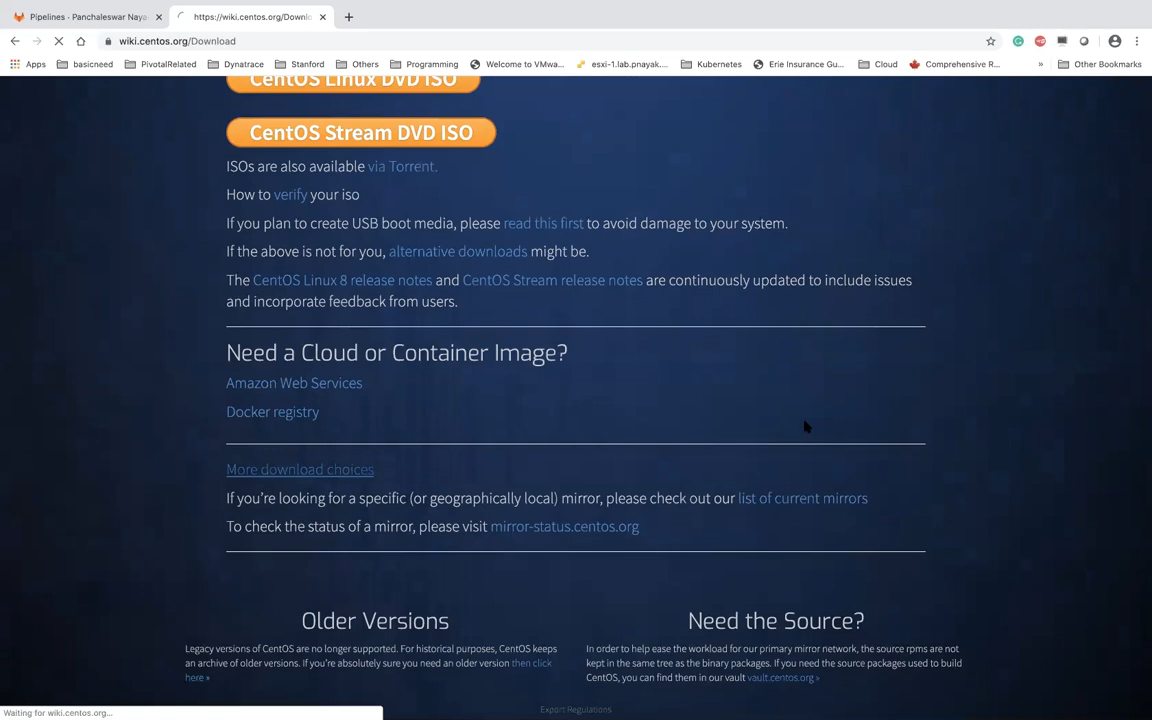 Pipelines · Panchaleswar Naya
https://wiki.centos.org/Downlo
wiki.centos.org/Download
Apps basicneed PivotalRelated Dynatrace Stanford Others Programming Welcome to VMwa... esxi-1.lab.pnayak.... Kubernetes Erie Insurance Gu... Cloud Comprehensive R... » Other Bookmarks
CentOS Linux DVD ISO
CentOS Stream DVD ISO
ISOs are also available via Torrent.
How to verify your iso
If you plan to create USB boot media, please read this first to avoid damage to your system.
If the above is not for you, alternative downloads might be.
The CentOS Linux 8 release notes and CentOS Stream release notes are continuously updated to include issues
and incorporate feedback from users.
Need a Cloud or Container Image?
Amazon Web Services
Docker registry
More download choices
If you're looking for a specific (or geographically local) mirror, please check out our list of current mirrors
To check the status of a mirror, please visit mirror-status.centos.org
Older Versions
Legacy versions of CentOS are no longer supported. For historical purposes, CentOS keeps
an archive of older versions. If you're absolutely sure you need an older version then click
here »
Need the Source?
In order to help ease the workload for our primary mirror network, the source rpms are not
kept in the same tree as the binary packages. If you need the source packages used to build
CentOS, you can find them in our vault vault.centos.org »
Export Regulations
Waiting for wiki.centos.org...